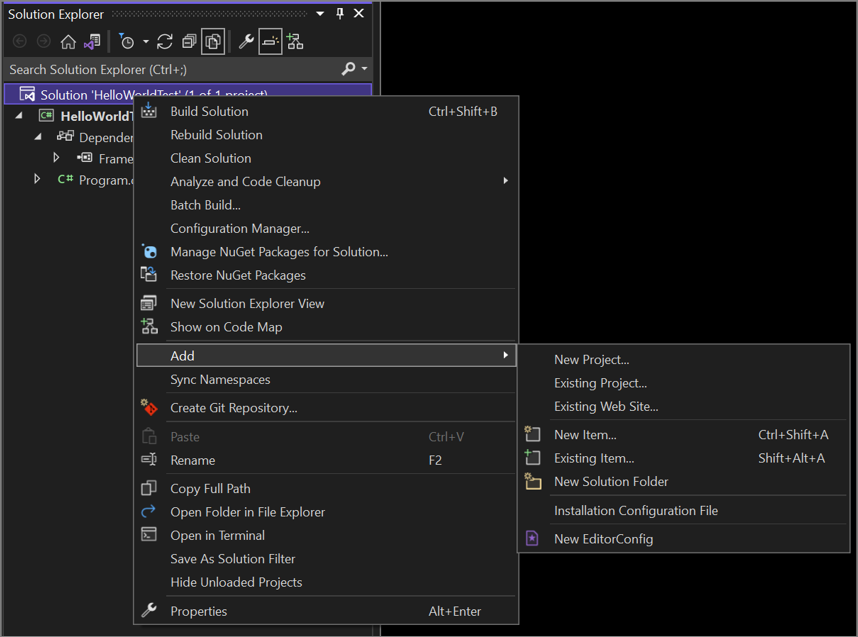 Solution Explorer
Search Solution Explorer (Ctrl+;)
Solution 'HelloWorldTest' (1 of 1 project)
C# HelloWorldT
Depender
Frame
C# Program.c
Build Solution Ctrl+Shift+B
Rebuild Solution
Clean Solution
Analyze and Code Cleanup
Batch Build...
Configuration Manager...
Manage NuGet Packages for Solution...
Restore NuGet Packages
New Solution Explorer View
Show on Code Map
Add
Sync Namespaces
Create Git Repository...
Paste Ctrl+V
Rename F2
Copy Full Path
Open Folder in File Explorer
Open in Terminal
Save As Solution Filter
Hide Unloaded Projects
Properties Alt+Enter
New Project...
Existing Project...
Existing Web Site...
New Item... Ctrl+Shift+A
Existing Item... Shift+Alt+A
New Solution Folder
Installation Configuration File
New EditorConfig